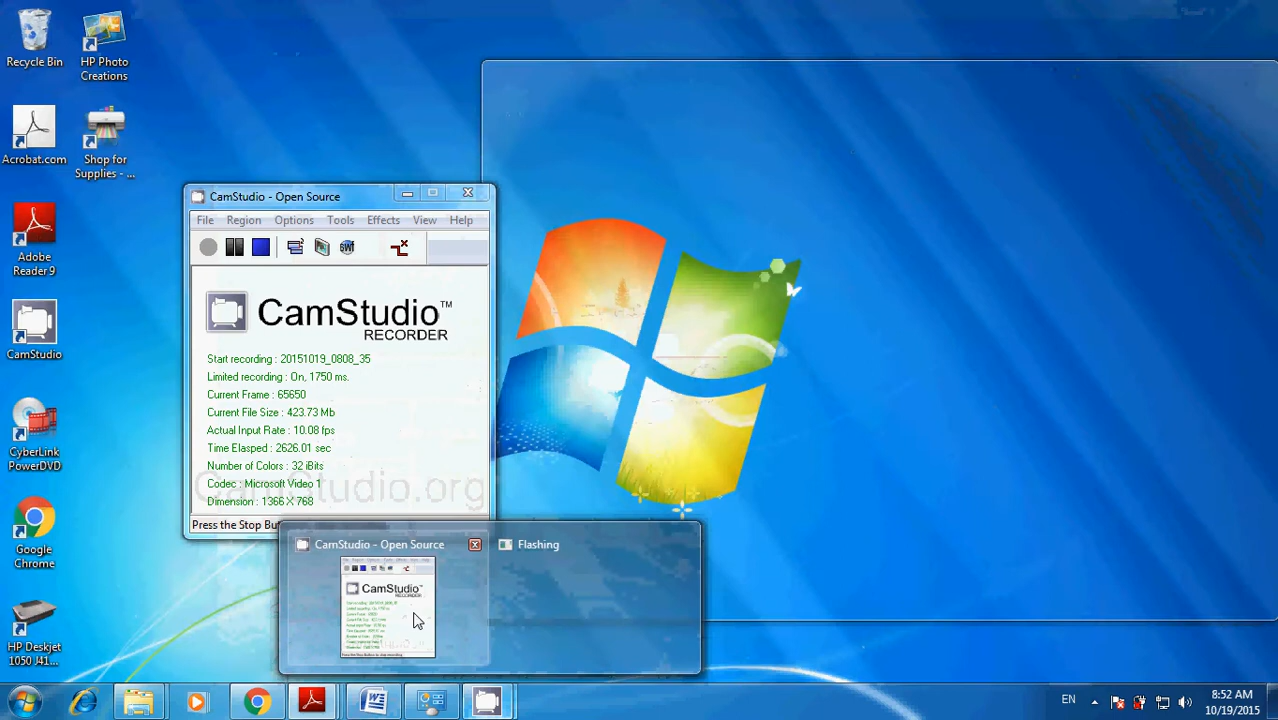 Recycle Bin
HP Photo
Creations
Acrobat.com
Shop for
Supplies - ...
Adobe
Reader 9
CamStudio
CyberLink
PowerDVD
Google
Chrome
HP Deskjet
1050 J41...
CamStudio - Open Source
File Region Options Tools Effects View Help
SWF
CamStudio™
RECORDER
Start recording : 20151019_0808_35
Limited recording : On, 1750 ms.
Current Frame : 65650
Current File Size : 423.73 Mb
Actual Input Rate : 10.08 fps
Time Elasped : 2626.01 sec
Number of Colors : 32 iBits
Codec : Microsoft Video 1
Dimension : 1366 X 768
CamStudio.org
Press the Stop Butt
CamStudio - Open Source
Flashing
CamStudio™
RECORDER
EN
8:52 AM
10/19/2015